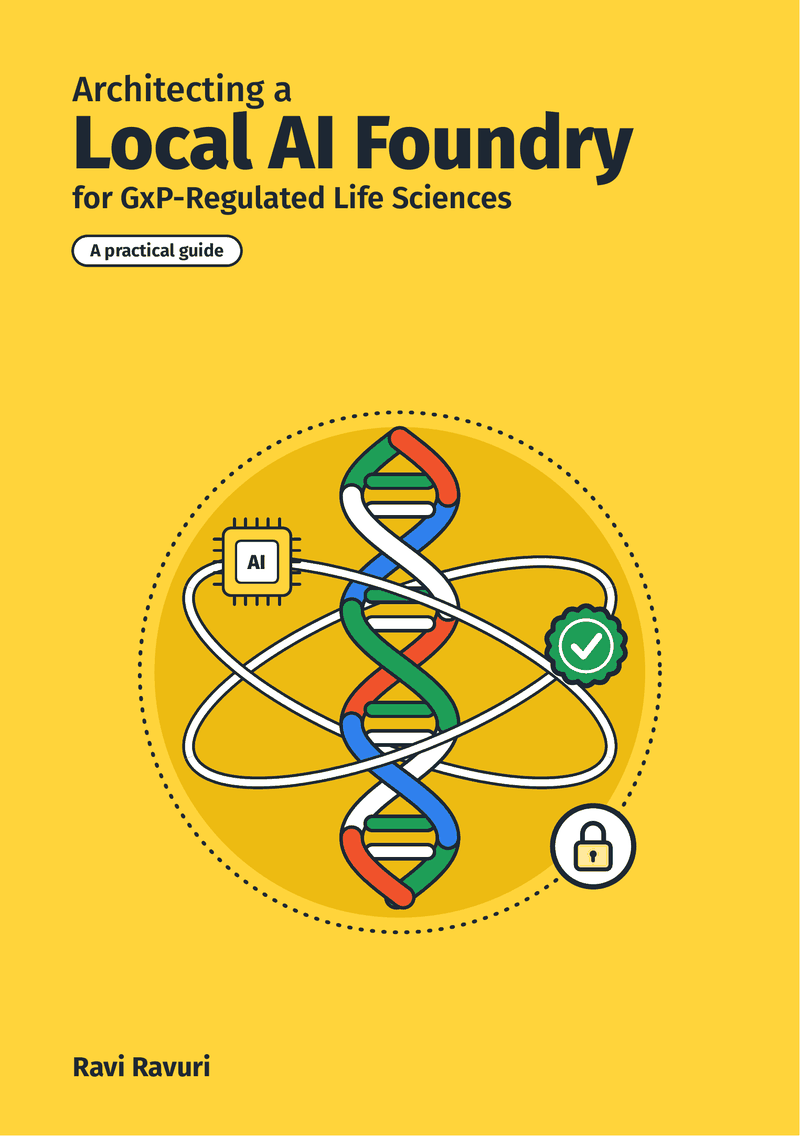 Architecting a
Local AI Foundry
for GxP-Regulated Life Sciences
A practical guide
AI
Ravi Ravuri